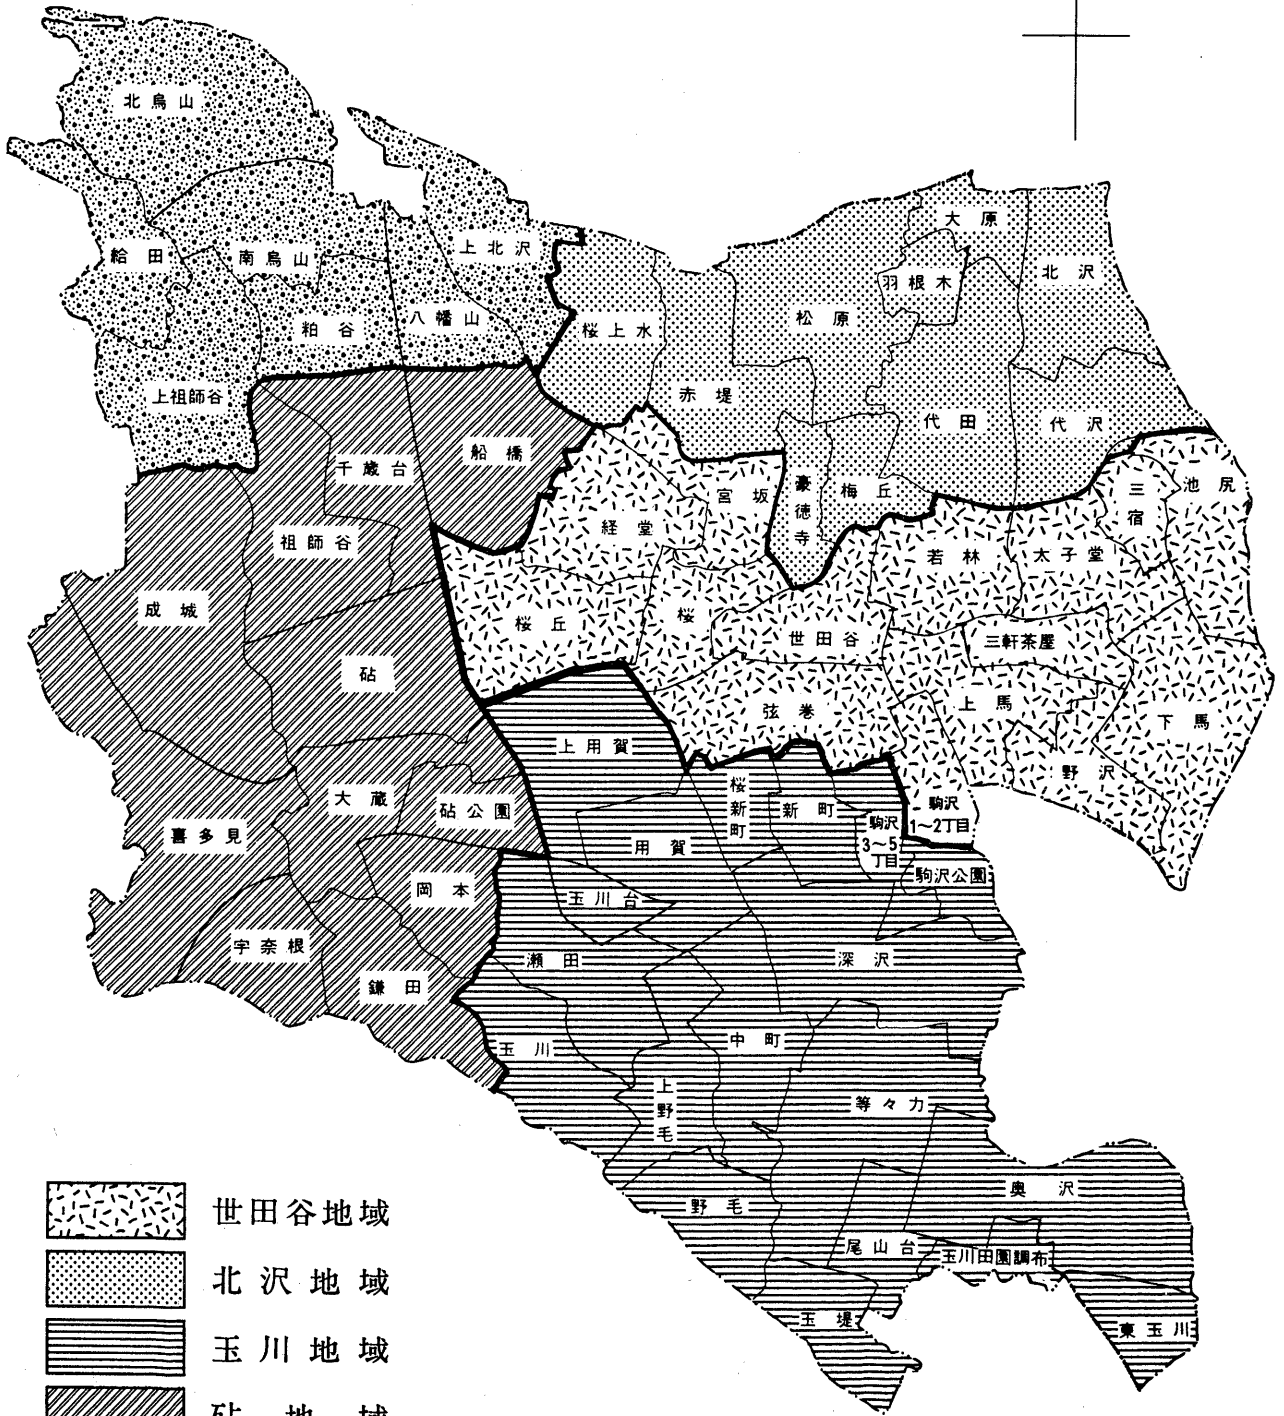 北烏山
給田
南烏山
上北沢
粕谷
八幡山
上祖師谷
大原
羽根木
北沢
桜上水
松原
赤堤
代田
代沢
船橋
千歳台
宮坂
豪徳寺
梅丘
三宿
池尻
経堂
祖師谷
若林
太子堂
成城
桜丘
桜
世田谷
三軒茶屋
砧
弦巻
上馬
下馬
上用賀
野沢
大蔵
砧公園
桜新町
新町
駒沢
1～2丁目
駒沢
3～5
丁目
喜多見
用賀
駒沢公園
岡本
玉川台
宇奈根
瀬田
深沢
鎌田
玉川
中町
上野毛
等々力
野毛
奥沢
尾山台
玉川田園調布
玉堤
東玉川
世田谷地域
北沢地域
玉川地域
砧地域